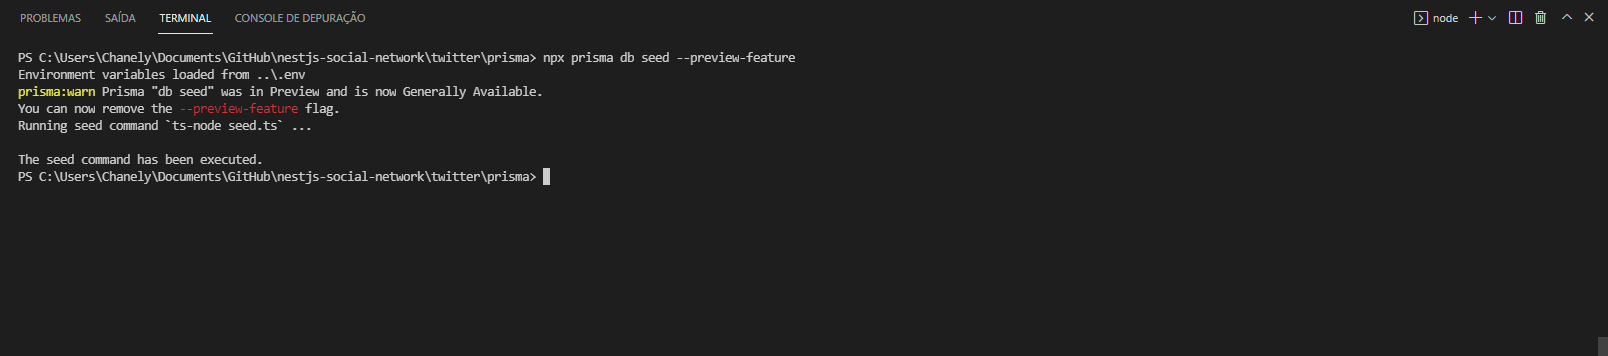 PROBLEMAS SAÍDA TERMINAL CONSOLE DE DEPURAÇÃO node
PS C:\Users\Chanely\Documents\GitHub\nestjs-social-network\twitter\prisma> npx prisma db seed --preview-feature
Environment variables loaded from ..\.env
prisma:warn Prisma "db seed" was in Preview and is now Generally Available.
You can now remove the --preview-feature flag.
Running seed command `ts-node seed.ts` ...
The seed command has been executed.
PS C:\Users\Chanely\Documents\GitHub\nestjs-social-network\twitter\prisma>